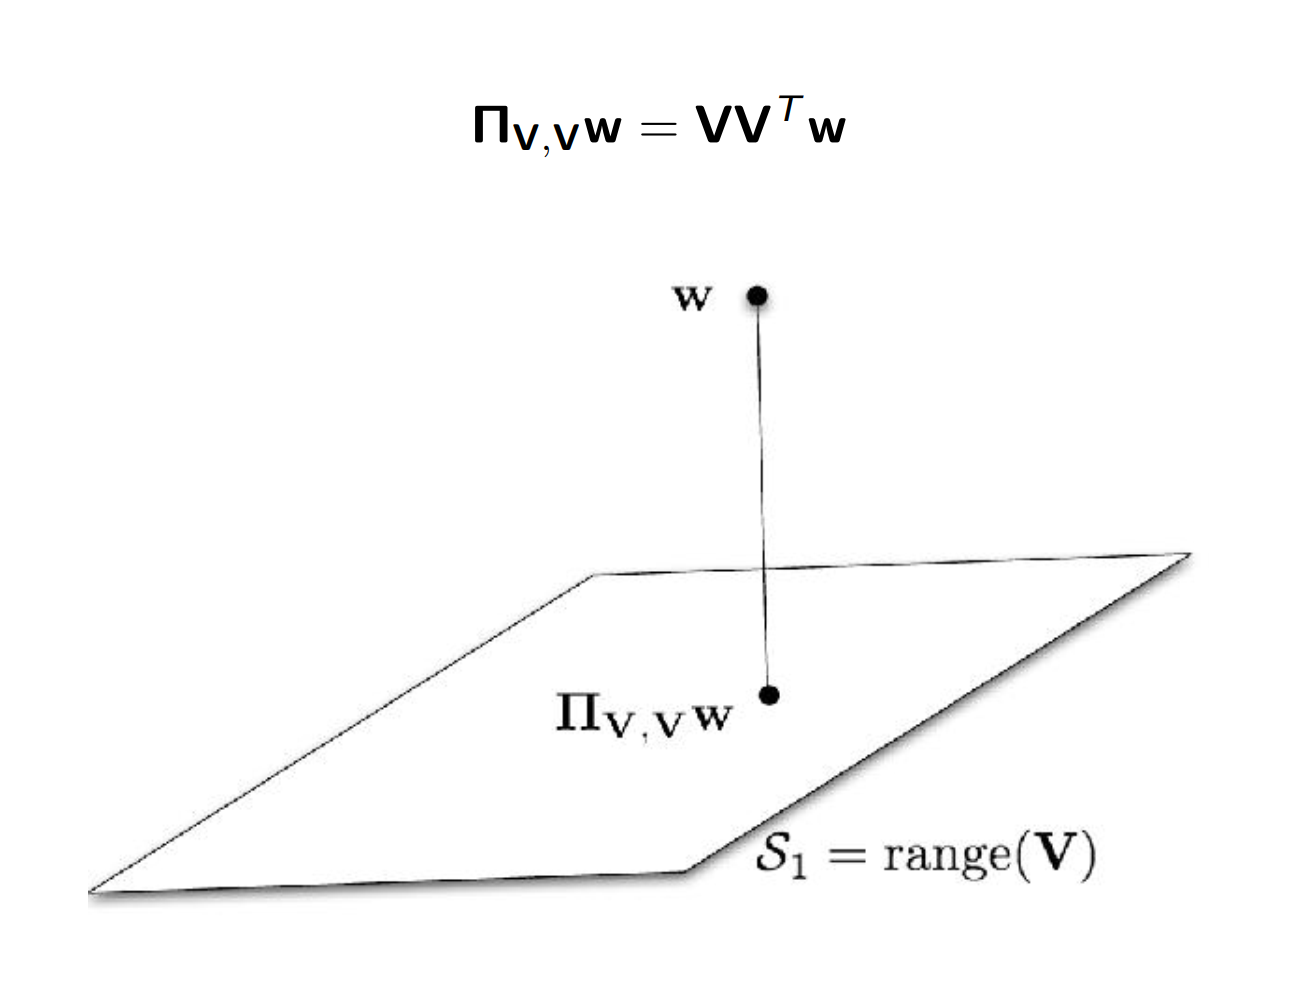 Π_{V,V}w = VV^T w
w
Π_{V,V}w
S_1 = range(V)